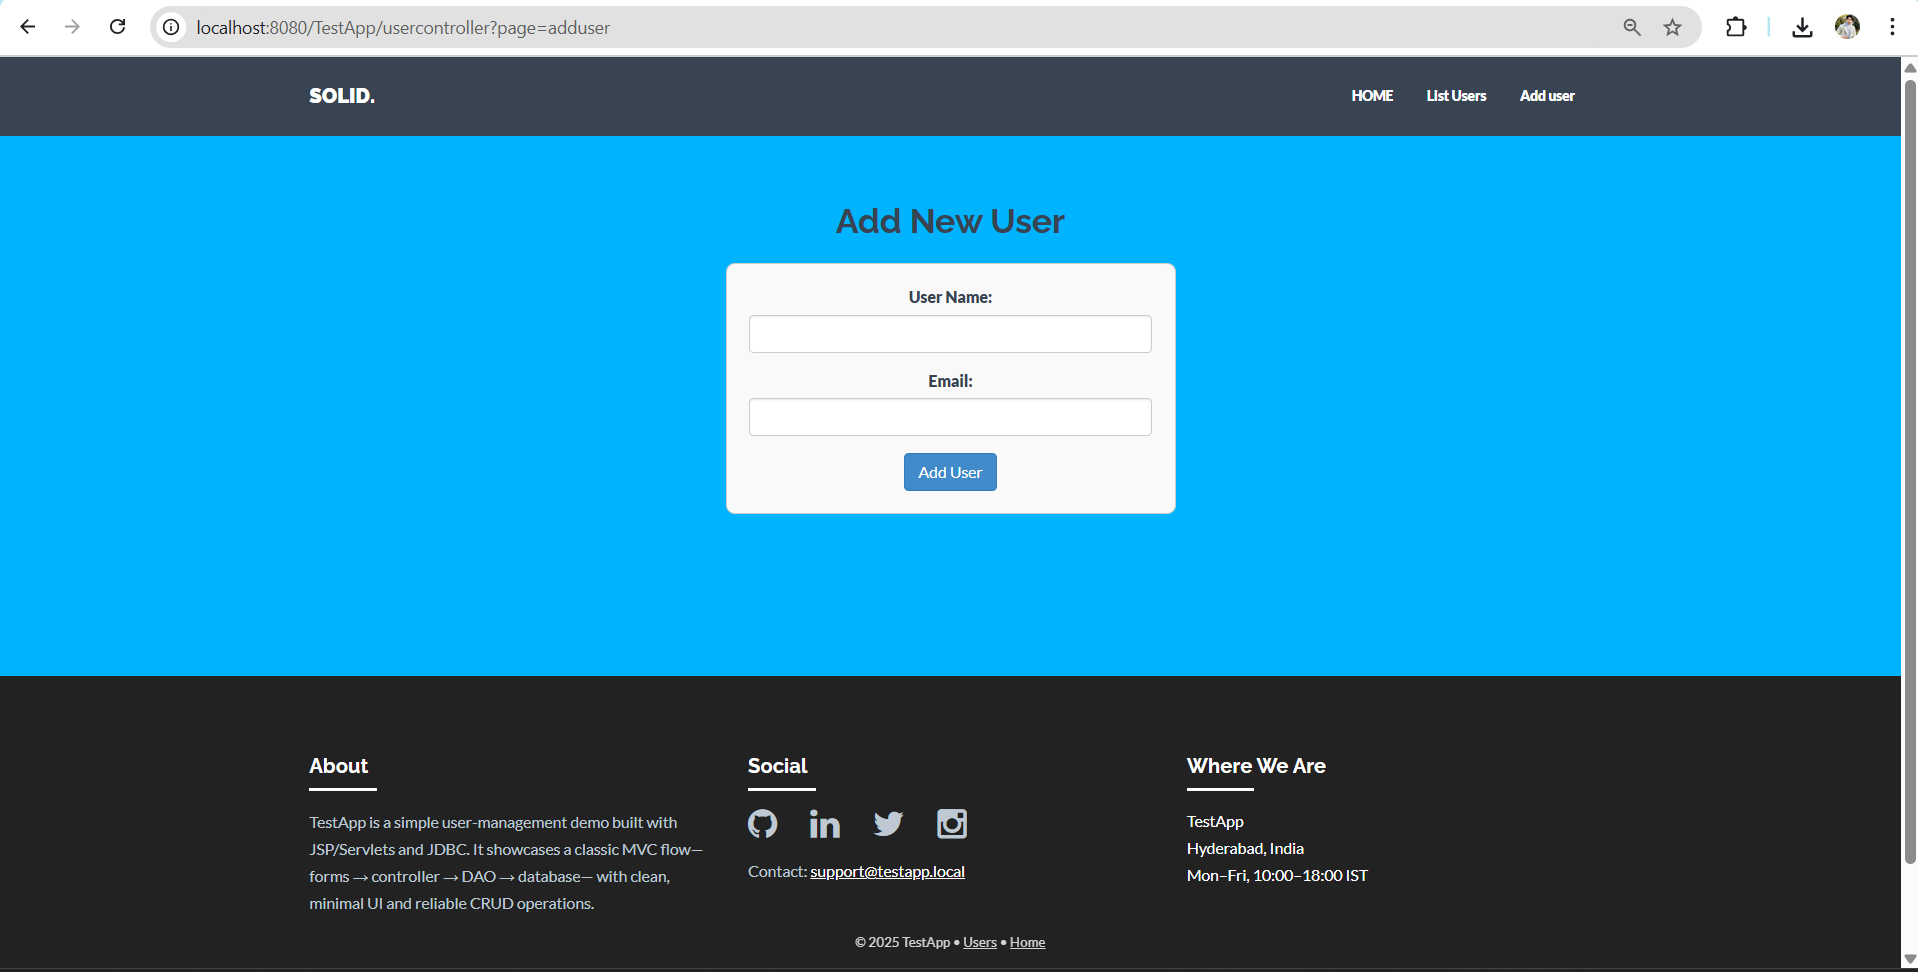 localhost:8080/TestApp/usercontroller?page=adduser
SOLID.
HOME List Users Add user
Add New User
User Name:
Email:
Add User
About
TestApp is a simple user-management demo built with
JSP/Servlets and JDBC. It showcases a classic MVC flow—
forms → controller → DAO → database— with clean,
minimal UI and reliable CRUD operations.
Social
Contact: support@testapp.local
Where We Are
TestApp
Hyderabad, India
Mon–Fri, 10:00–18:00 IST
© 2025 TestApp • Users • Home